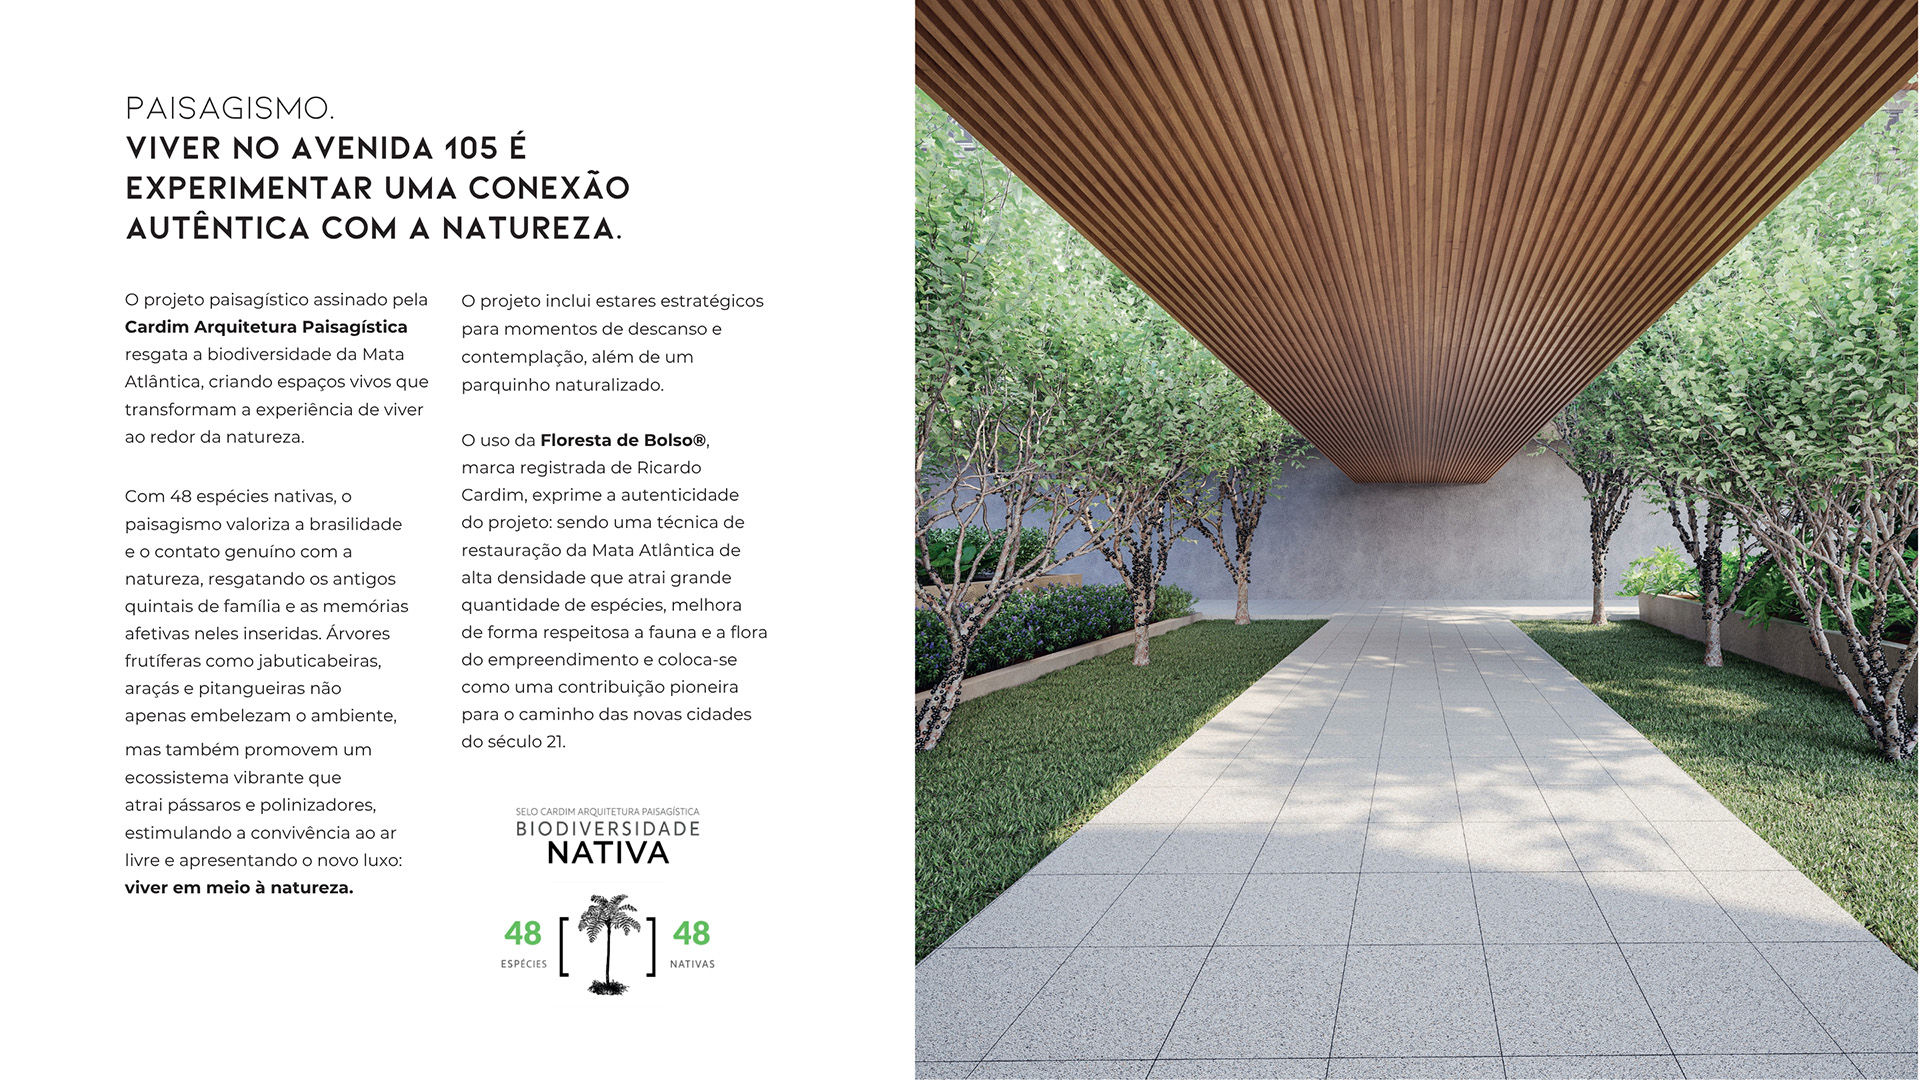 PAISAGISMO.
VIVER NO AVENIDA 105 É
EXPERIMENTAR UMA CONEXÃO
AUTÊNTICA COM A NATUREZA.
O projeto paisagístico assinado pela
Cardim Arquitetura Paisagística
resgata a biodiversidade da Mata
Atlântica, criando espaços vivos que
transformam a experiência de viver
ao redor da natureza.
Com 48 espécies nativas, o
paisagismo valoriza a brasilidade
e o contato genuíno com a
natureza, resgatando os antigos
quintais de família e as memórias
afetivas neles inseridas. Árvores
frutíferas como jabuticabeiras,
araçás e pitangueiras não
apenas embelezam o ambiente,
mas também promovem um
ecossistema vibrante que
atrai pássaros e polinizadores,
estimulando a convivência ao ar
livre e apresentando o novo luxo:
viver em meio à natureza.
O projeto inclui estares estratégicos
para momentos de descanso e
contemplação, além de um
parquinho naturalizado.
O uso da Floresta de Bolso®,
marca registrada de Ricardo
Cardim, exprime a autenticidade
do projeto: sendo uma técnica de
restauração da Mata Atlântica de
alta densidade que atrai grande
quantidade de espécies, melhora
de forma respeitosa a fauna e a flora
do empreendimento e coloca-se
como uma contribuição pioneira
para o caminho das novas cidades
do século 21.
SELO CARDIM ARQUITETURA PAISAGÍSTICA
BIODIVERSIDADE
NATIVA
48 [ ] 48
ESPÉCIES NATIVAS